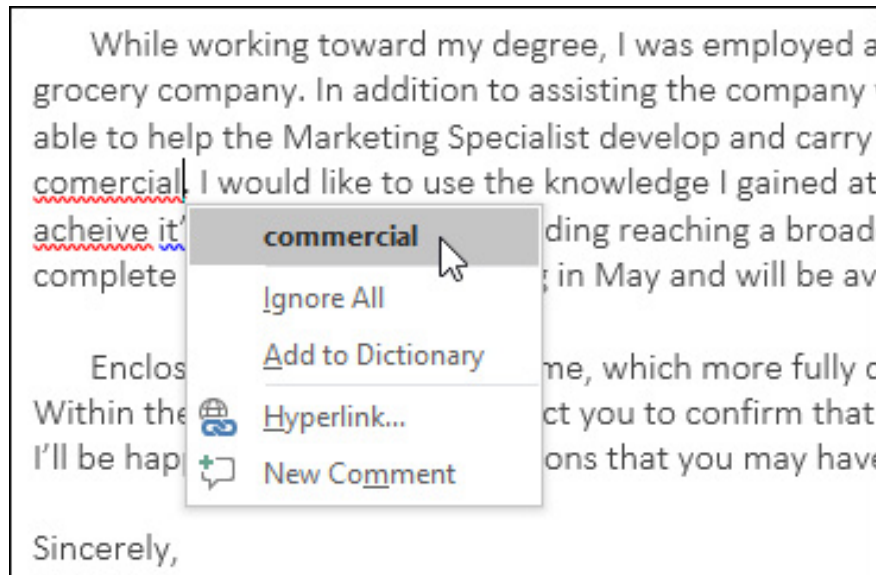 While working toward my degree, I was employed a
grocery company. In addition to assisting the company
able to help the Marketing Specialist develop and carry
comercial. I would like to use the knowledge I gained at
acheive it' ding reaching a broad
complete in May and will be av
Enclos me, which more fully
Within the ct you to confirm that
I'll be hap ons that you may have
Sincerely,
commercial
Ignore All
Add to Dictionary
Hyperlink...
New Comment